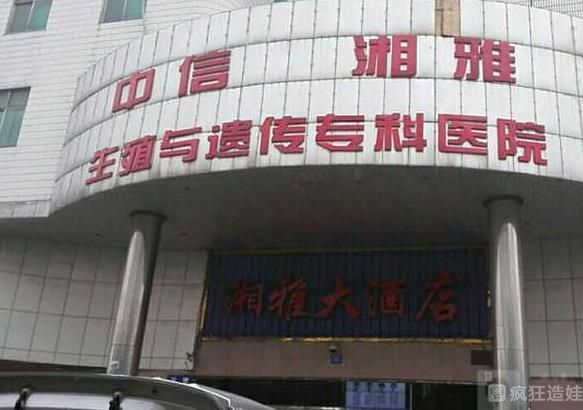 中信 湘雅
生殖与遗传专科医院
湘雅大酒店
疯狂造娃